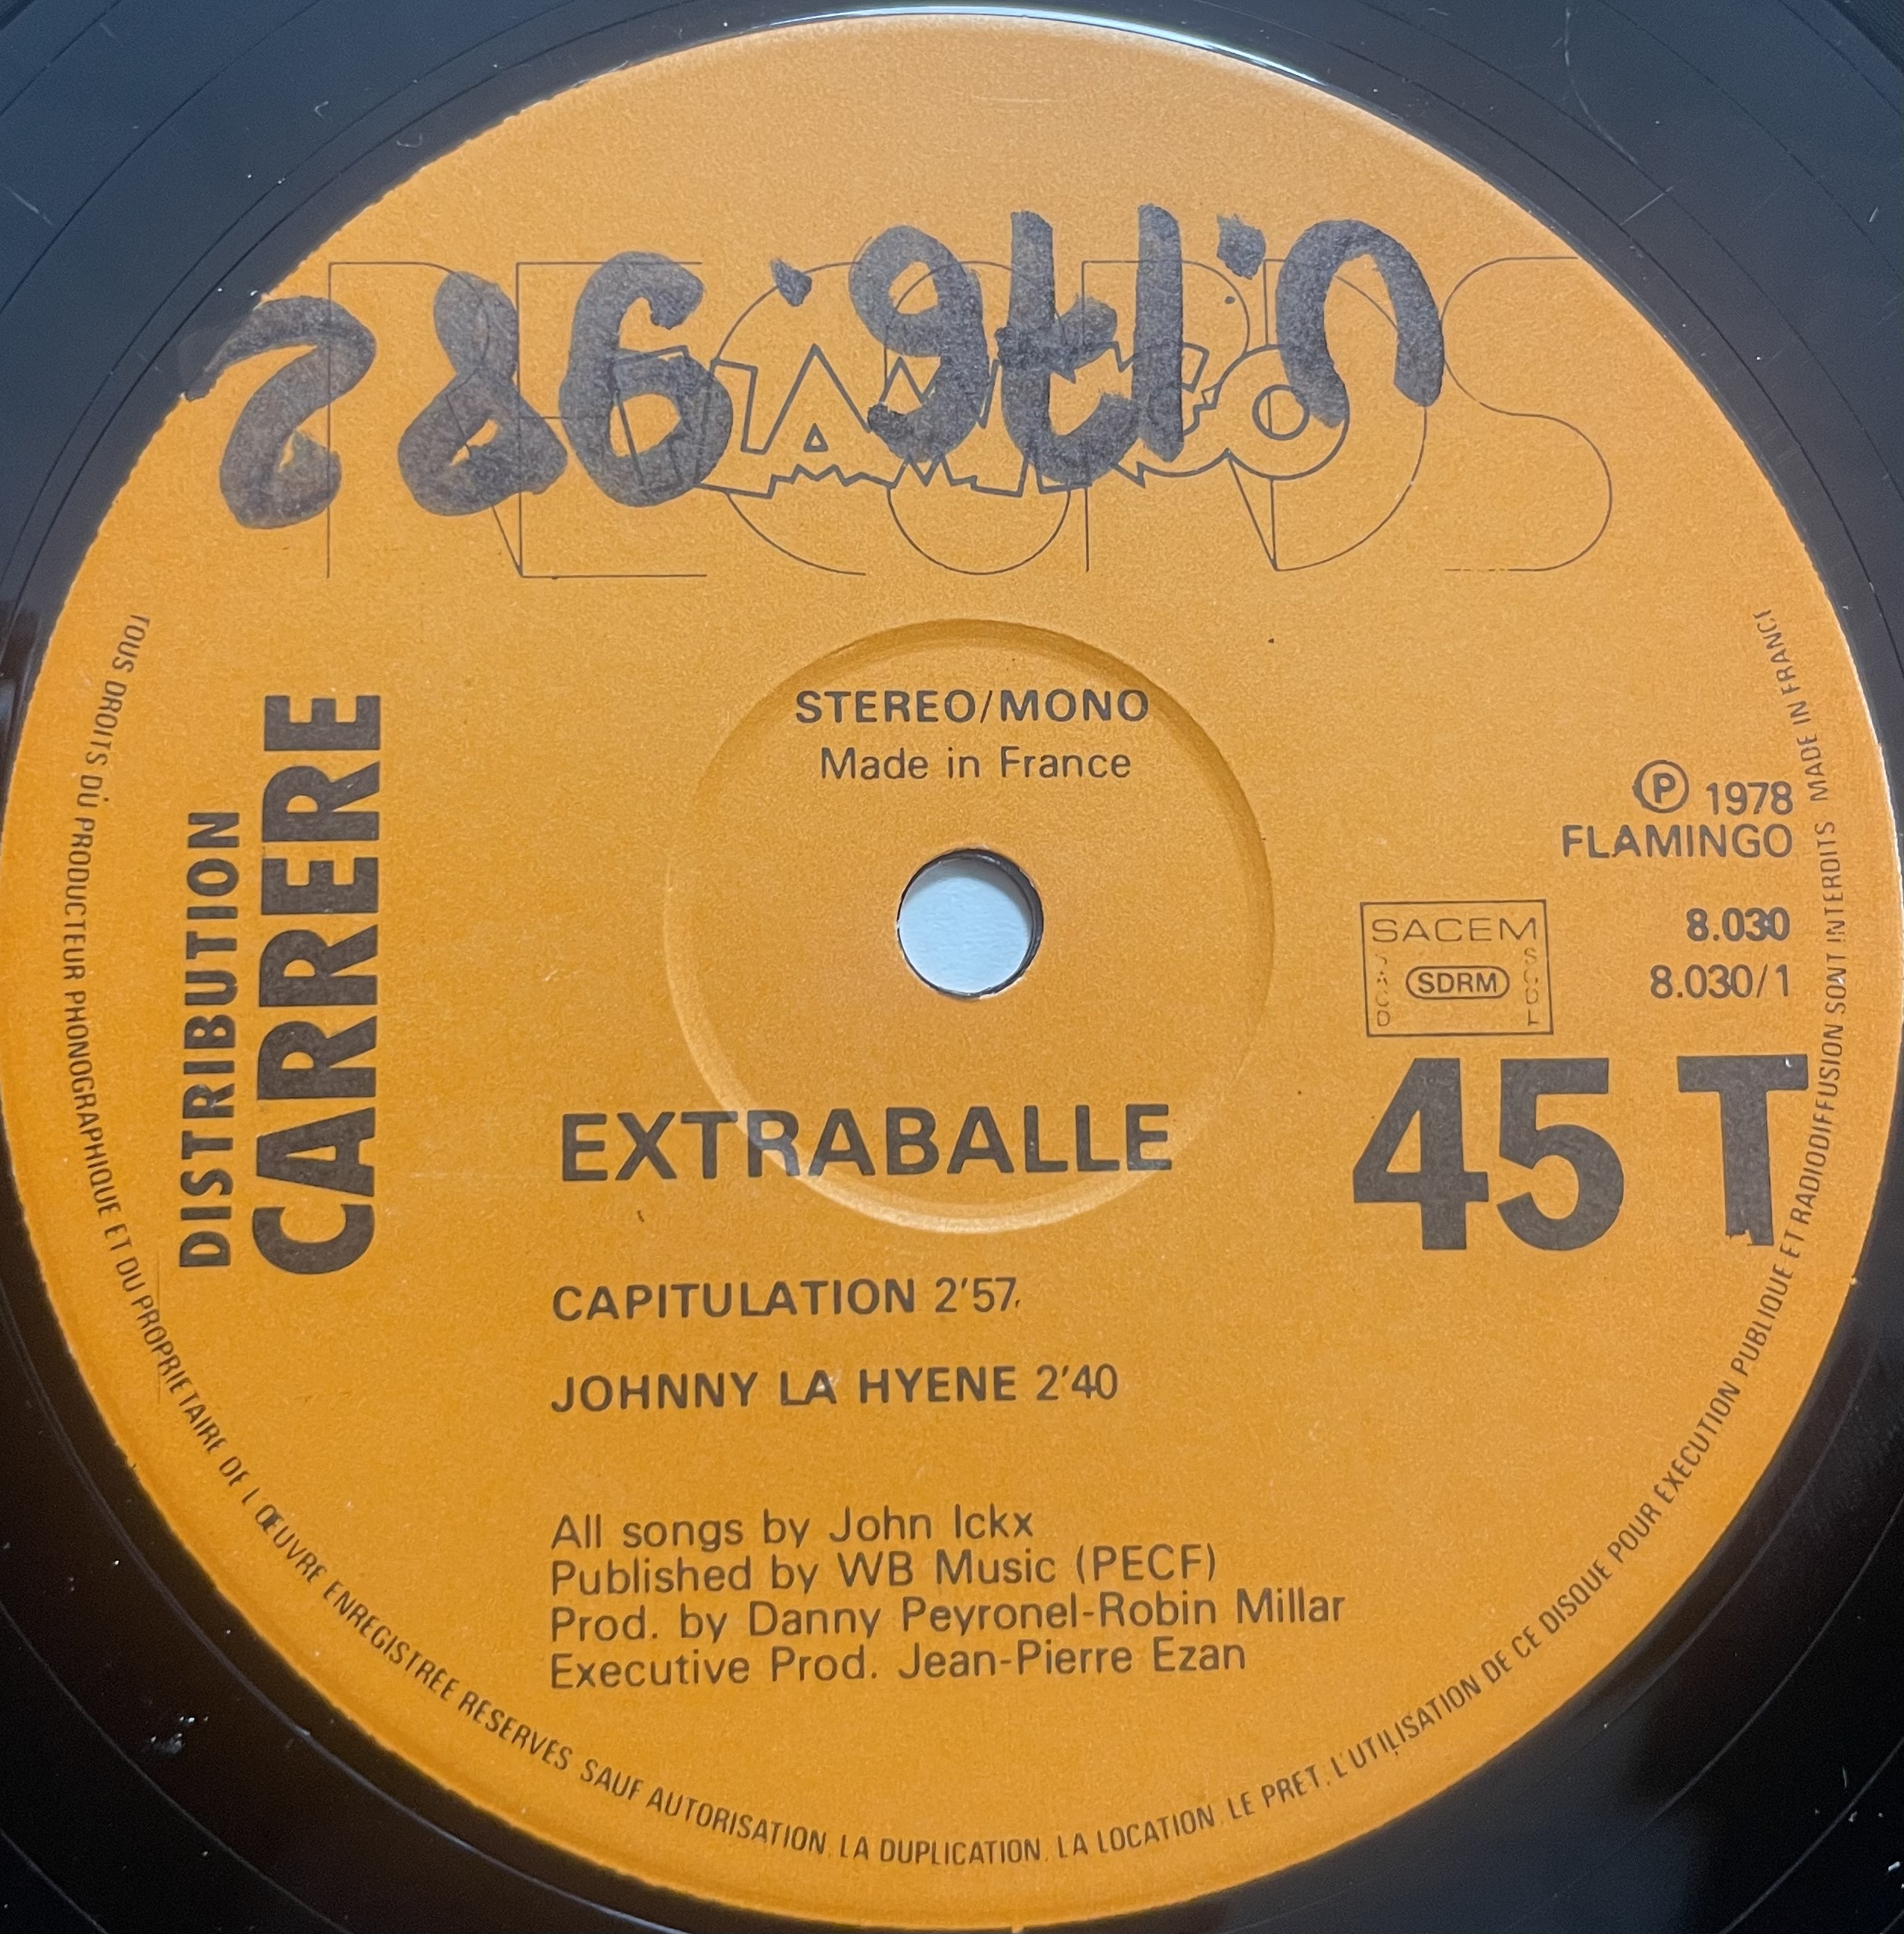 RECORDS
FLAMINGO
STEREO/MONO
Made in France
DISTRIBUTION
CARRERE
Ⓟ 1978
FLAMINGO
SACEM
SACD
SDRM
SGDL
8.030
8.030/1
45 T
EXTRABALLE
CAPITULATION 2'57
JOHNNY LA HYENE 2'40
All songs by John Ickx
Published by WB Music (PECF)
Prod. by Danny Peyronel-Robin Millar
Executive Prod. Jean-Pierre Ezan
TOUS DROITS DU PRODUCTEUR PHONOGRAPHIQUE ET DU PROPRIETAIRE DE L'ŒUVRE ENREGISTREE RESERVES. SAUF AUTORISATION, LA DUPLICATION, LA LOCATION, LE PRET, L'UTILISATION DE CE DISQUE POUR EXECUTION PUBLIQUE ET RADIODIFFUSION SONT INTERDITS MADE IN FRANCE